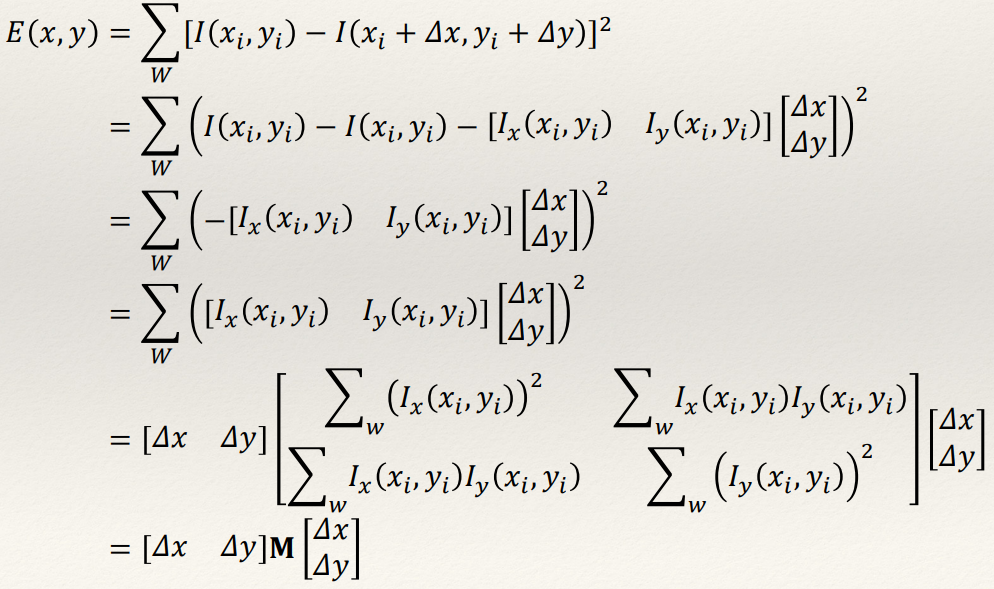 E(x, y) = ∑_W [I(x_i, y_i) − I(x_i + Δx, y_i + Δy)]²
= ∑_W (I(x_i, y_i) − I(x_i, y_i) − [I_x(x_i, y_i) I_y(x_i, y_i)] [Δx; Δy])²
= ∑_W (−[I_x(x_i, y_i) I_y(x_i, y_i)] [Δx; Δy])²
= ∑_W ([I_x(x_i, y_i) I_y(x_i, y_i)] [Δx; Δy])²
= [Δx Δy] [∑_w (I_x(x_i, y_i))² ∑_w I_x(x_i, y_i)I_y(x_i, y_i); ∑_w I_x(x_i, y_i)I_y(x_i, y_i) ∑_w (I_y(x_i, y_i))²] [Δx; Δy]
= [Δx Δy]𝐌 [Δx; Δy]